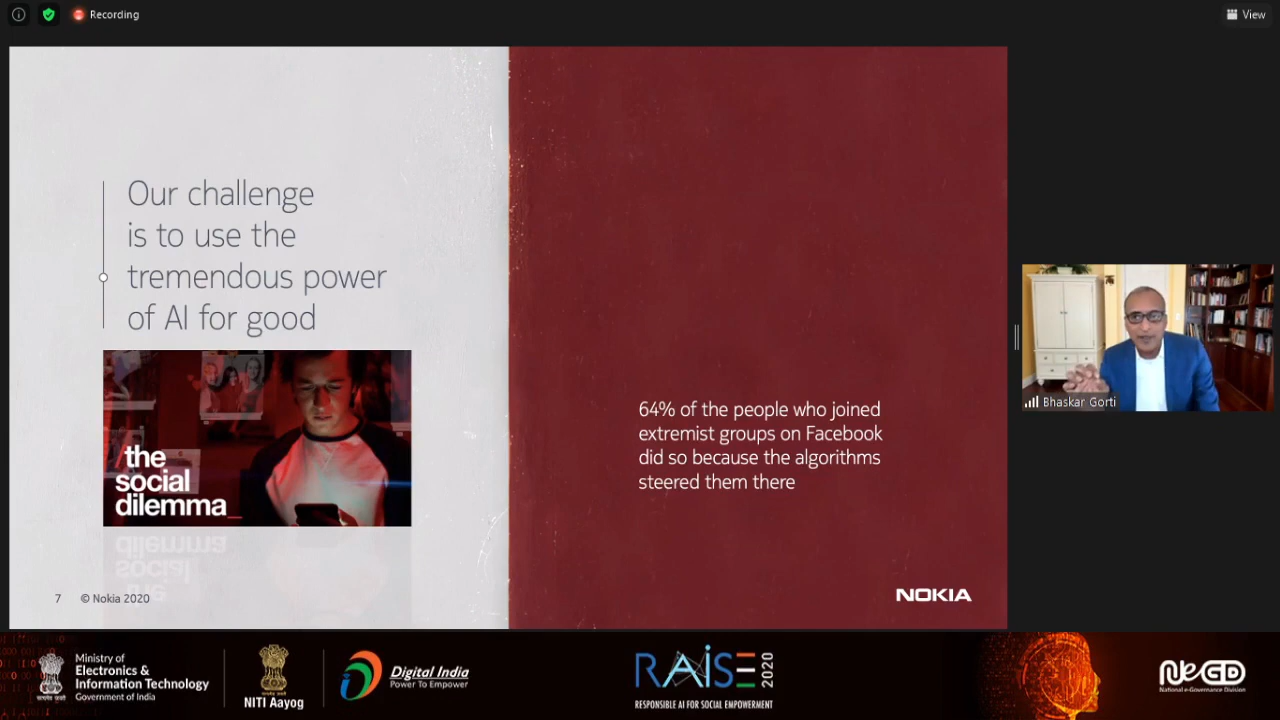 Recording
View
Our challenge
is to use the
tremendous power
of AI for good
the
social
dilemma_
7 © Nokia 2020
64% of the people who joined
extremist groups on Facebook
did so because the algorithms
steered them there
NOKIA
Bhaskar Gorti
Ministry of
Electronics &
Information Technology
Government of India
NITI Aayog
Digital India
Power To Empower
RAISE 2020
RESPONSIBLE AI FOR SOCIAL EMPOWERMENT
NeGD
National e-Governance Division